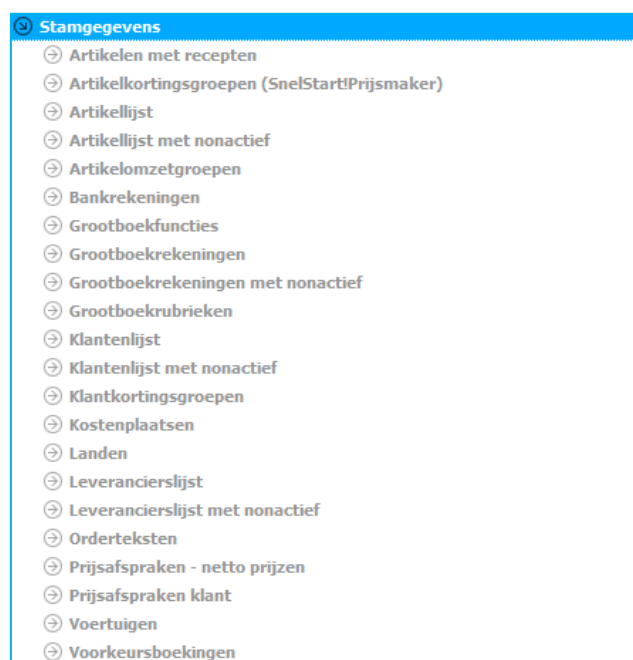 Stamgegevens
Artikelen met recepten
Artikelkortingsgroepen (SnelStart!Prijsmaker)
Artikellijst
Artikellijst met nonactief
Artikelomzetgroepen
Bankrekeningen
Grootboekfuncties
Grootboekrekeningen
Grootboekrekeningen met nonactief
Grootboekrubrieken
Klantenlijst
Klantenlijst met nonactief
Klantkortingsgroepen
Kostenplaatsen
Landen
Leverancierslijst
Leverancierslijst met nonactief
Orderteksten
Prijsafspraken - netto prijzen
Prijsafspraken klant
Voertuigen
Voorkeursboekingen